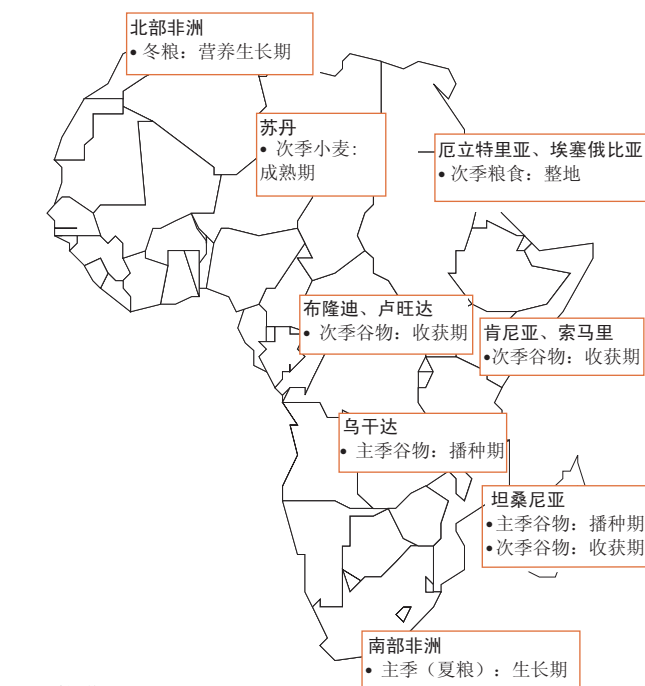 北部非洲
• 冬粮：营养生长期
苏丹
• 次季小麦：
成熟期
厄立特里亚、埃塞俄比亚
• 次季粮食：整地
布隆迪、卢旺达
• 次季谷物：收获期
肯尼亚、索马里
•次季谷物：收获期
乌干达
• 主季谷物：播种期
坦桑尼亚
•主季谷物：播种期
•次季谷物：收获期
南部非洲
• 主季（夏粮）：生长期